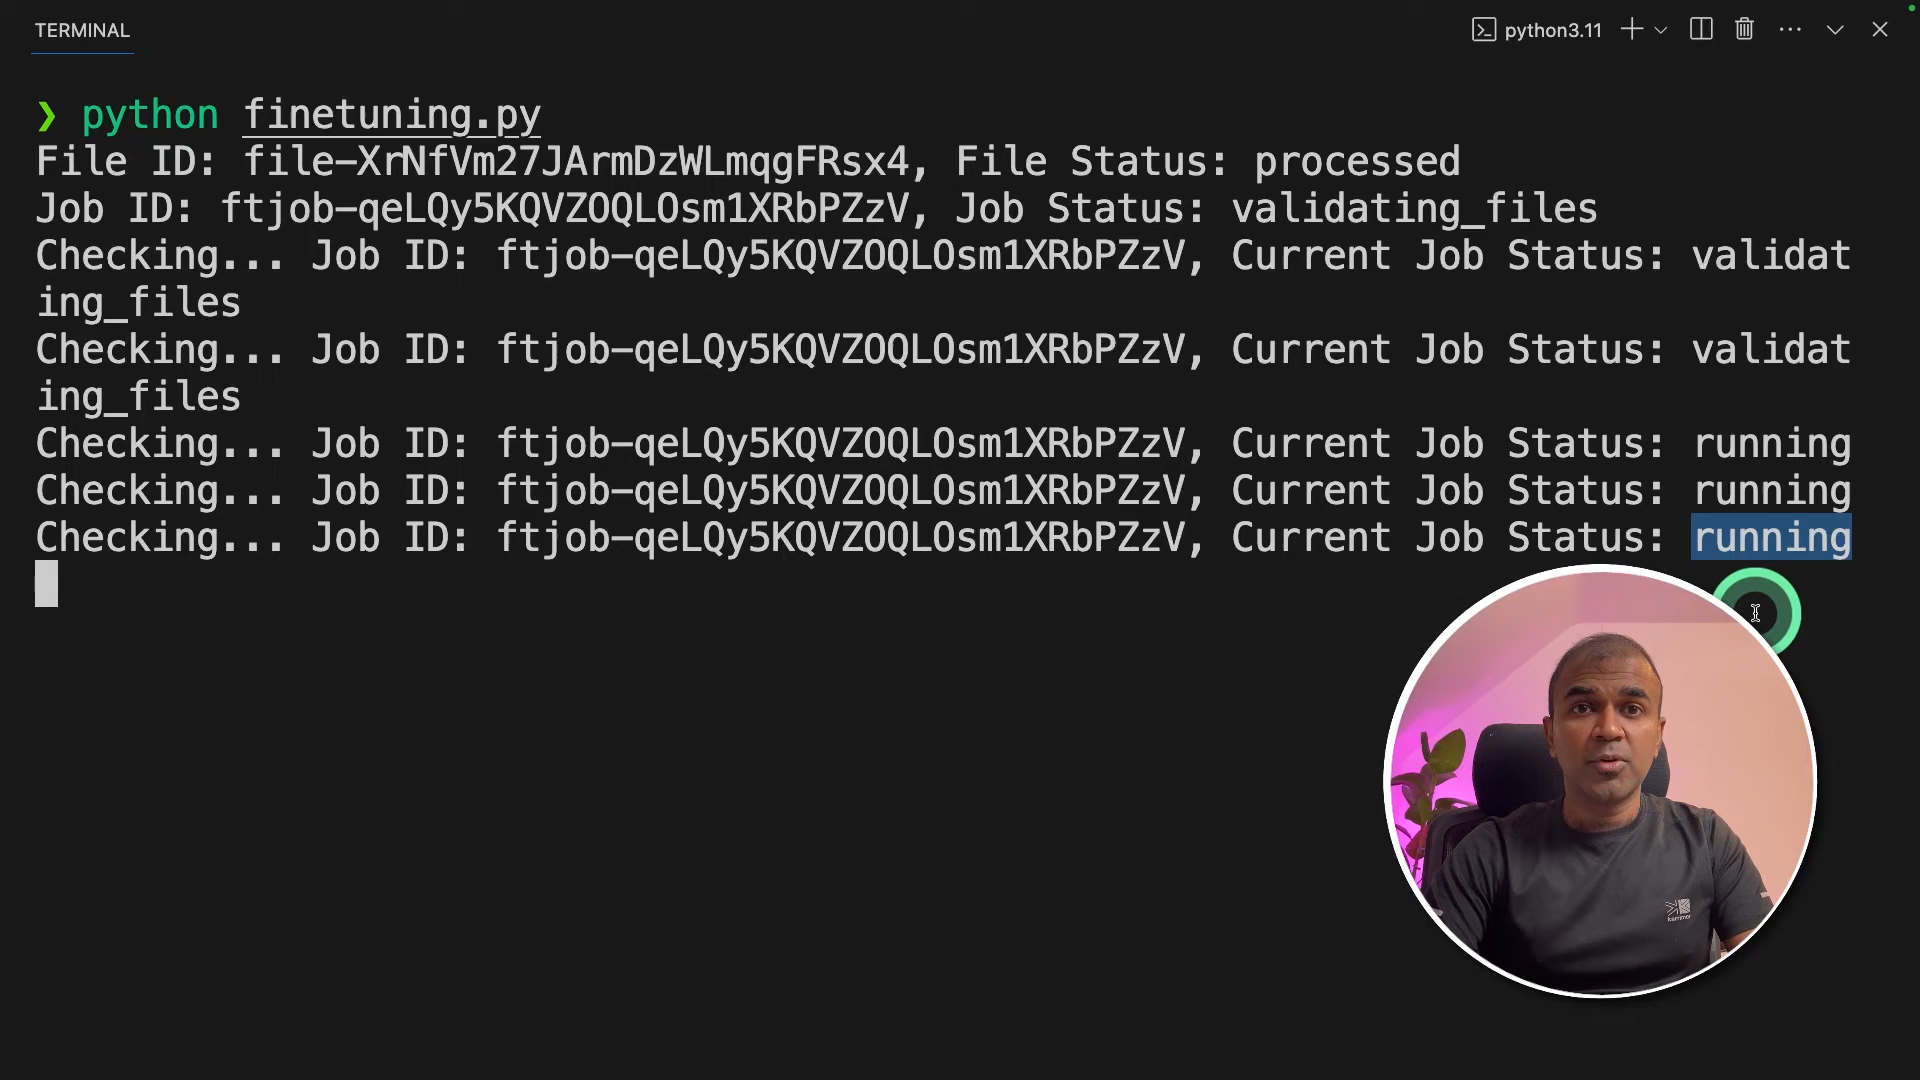 TERMINAL
python3.11
❯ python finetuning.py
File ID: file-XrNfVm27JArmDzWLmqgFRsx4, File Status: processed
Job ID: ftjob-qeLQy5KQVZOQLOsm1XRbPZzV, Job Status: validating_files
Checking... Job ID: ftjob-qeLQy5KQVZOQLOsm1XRbPZzV, Current Job Status: validat
ing_files
Checking... Job ID: ftjob-qeLQy5KQVZOQLOsm1XRbPZzV, Current Job Status: validat
ing_files
Checking... Job ID: ftjob-qeLQy5KQVZOQLOsm1XRbPZzV, Current Job Status: running
Checking... Job ID: ftjob-qeLQy5KQVZOQLOsm1XRbPZzV, Current Job Status: running
Checking... Job ID: ftjob-qeLQy5KQVZOQLOsm1XRbPZzV, Current Job Status: running